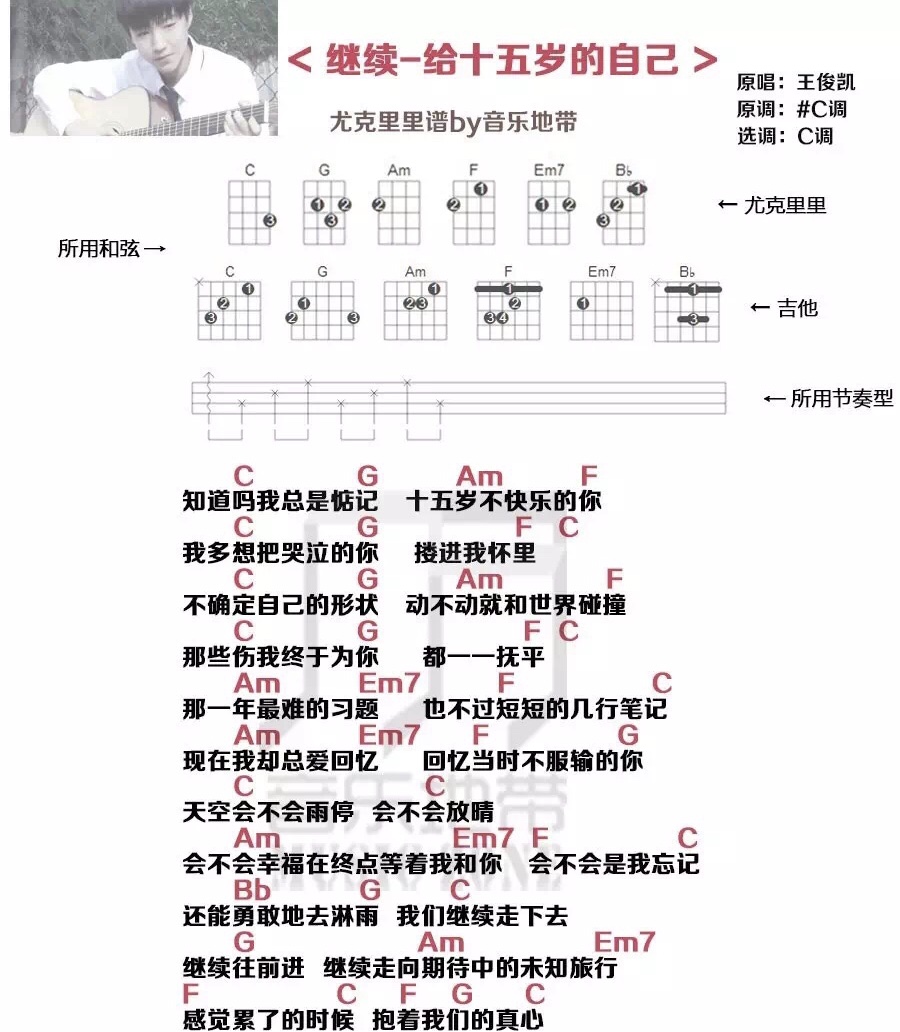 < 继续-给十五岁的自己 >
原唱：王俊凯
原调：#C调
选调：C调
尤克里里谱by音乐地带
C G Am F Em7 B♭
← 尤克里里
所用和弦→
C G Am F Em7 B♭
← 吉他
←所用节奏型
C G Am F
知道吗我总是惦记 十五岁不快乐的你
C G F C
我多想把哭泣的你 搂进我怀里
C G Am F
不确定自己的形状 动不动就和世界碰撞
C G F C
那些伤我终于为你 都一一抚平
Am Em7 F C
那一年最难的习题 也不过短短的几行笔记
Am Em7 F G
现在我却总爱回忆 回忆当时不服输的你
C C
天空会不会雨停 会不会放晴
Am Em7 F C
会不会幸福在终点等着我和你 会不会是我忘记
Bb G C
还能勇敢地去淋雨 我们继续走下去
G Am Em7
继续往前进 继续走向期待中的未知旅行
F C F G C
感觉累了的时候 抱着我们的真心
音乐地带
MUSIC ZONE